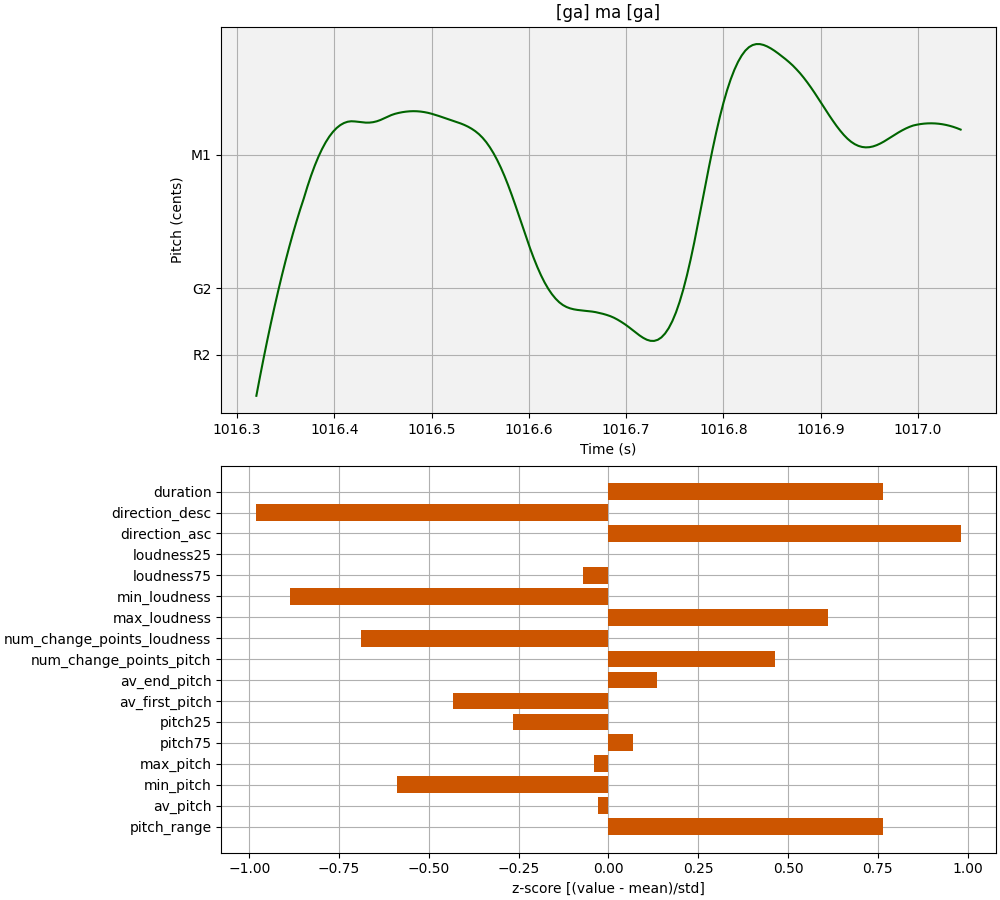 [ga] ma [ga]
M1
G2
R2
Pitch (cents)
1016.3 1016.4 1016.5 1016.6 1016.7 1016.8 1016.9 1017.0
Time (s)
duration
direction_desc
direction_asc
loudness25
loudness75
min_loudness
max_loudness
num_change_points_loudness
num_change_points_pitch
av_end_pitch
av_first_pitch
pitch25
pitch75
max_pitch
min_pitch
av_pitch
pitch_range
−1.00 −0.75 −0.50 −0.25 0.00 0.25 0.50 0.75 1.00
z-score [(value - mean)/std]